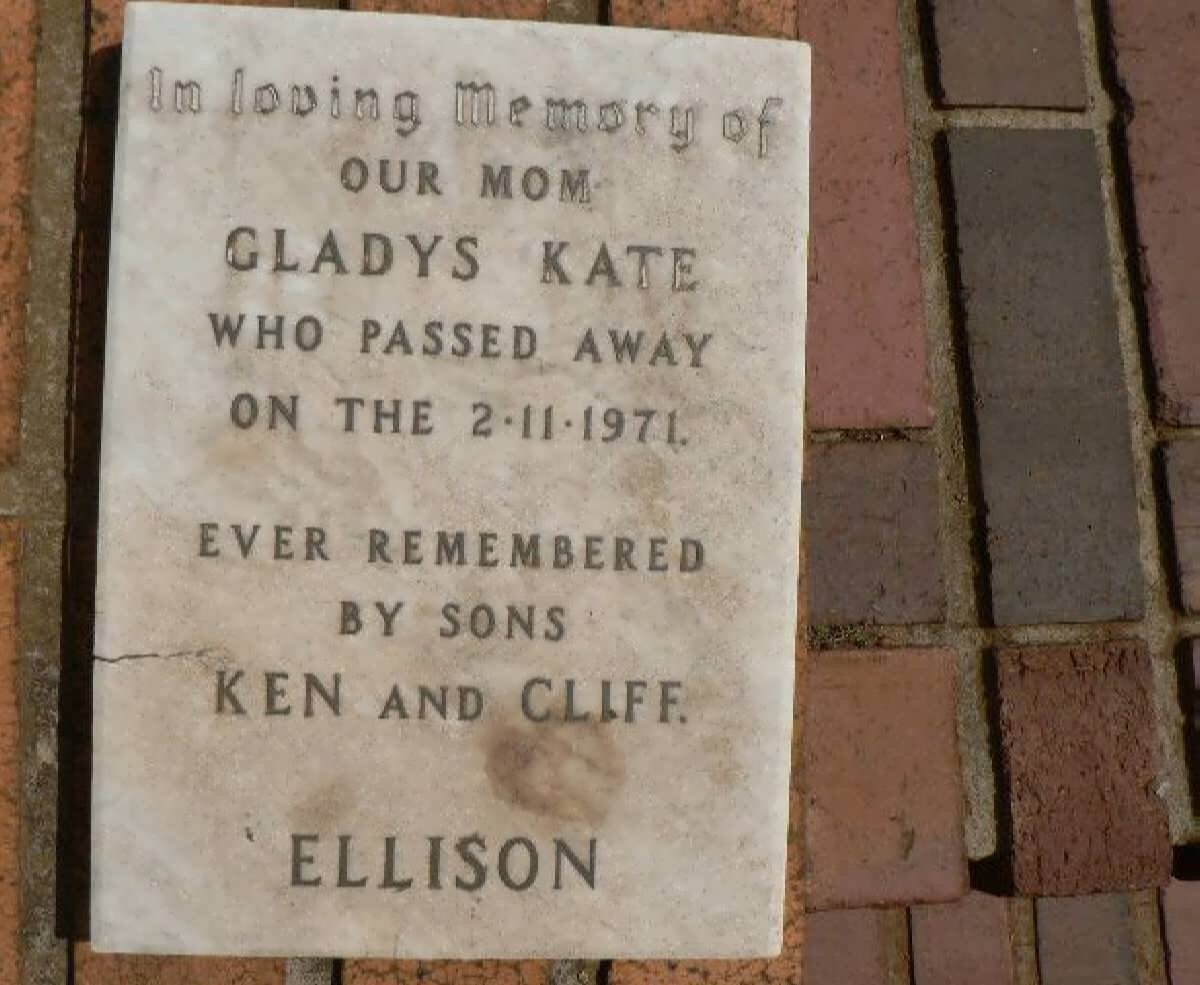 In loving Memory of
OUR MOM
GLADYS KATE
WHO PASSED AWAY
ON THE 2·11·1971.
EVER REMEMBERED
BY SONS
KEN AND CLIFF.
ELLISON